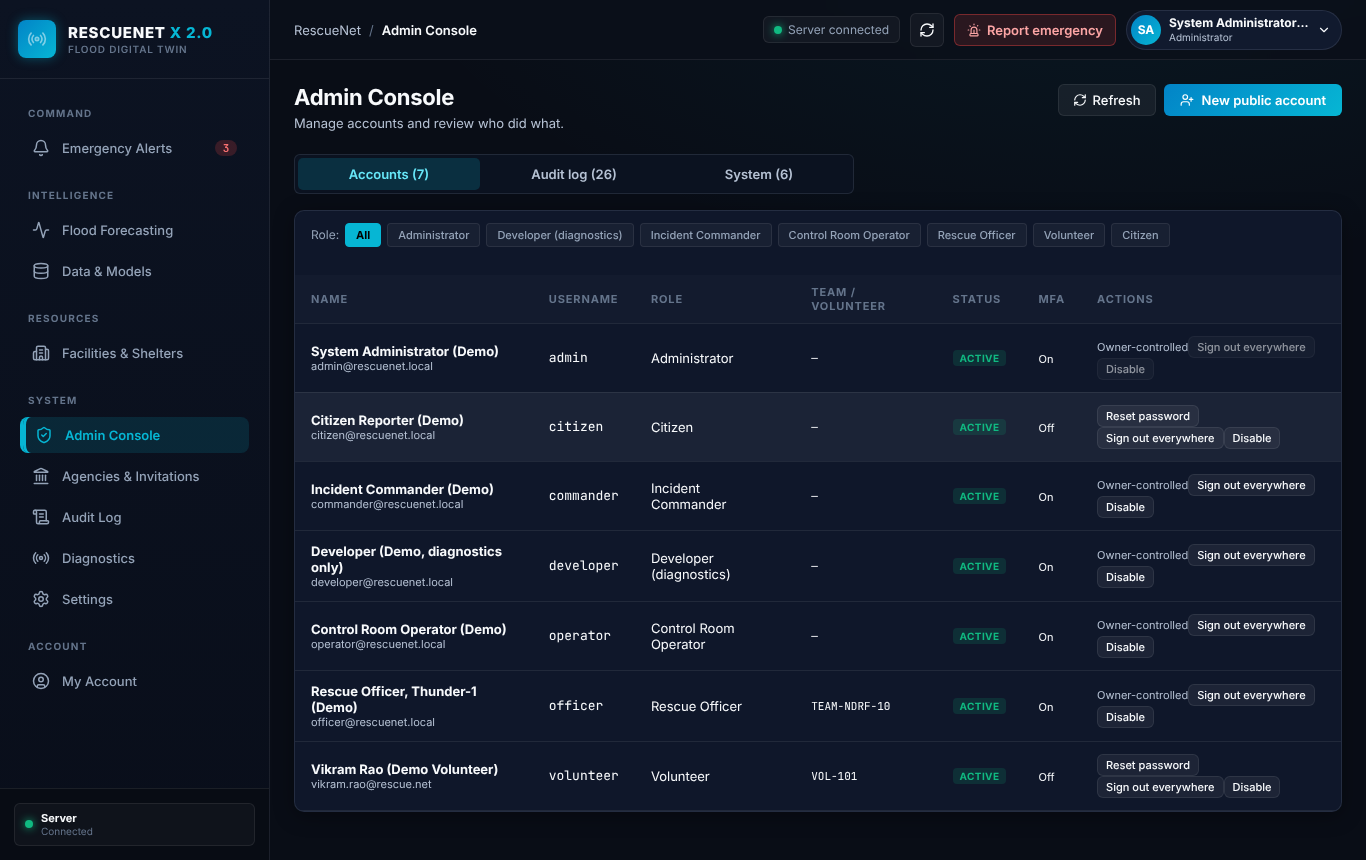 RESCUENET X 2.0
FLOOD DIGITAL TWIN
COMMAND
Emergency Alerts 3
INTELLIGENCE
Flood Forecasting
Data & Models
RESOURCES
Facilities & Shelters
SYSTEM
Admin Console
Agencies & Invitations
Audit Log
Diagnostics
Settings
ACCOUNT
My Account
Server
Connected
RescueNet / Admin Console
Server connected
Report emergency
SA
System Administrator...
Administrator
Admin Console
Manage accounts and review who did what.
Refresh
New public account
Accounts (7) Audit log (26) System (6)
Role: All Administrator Developer (diagnostics) Incident Commander Control Room Operator Rescue Officer Volunteer Citizen
NAME USERNAME ROLE TEAM / VOLUNTEER STATUS MFA ACTIONS
System Administrator (Demo)
admin@rescuenet.local
admin
Administrator
–
ACTIVE
On
Owner-controlled Sign out everywhere
Disable
Citizen Reporter (Demo)
citizen@rescuenet.local
citizen
Citizen
–
ACTIVE
Off
Reset password
Sign out everywhere Disable
Incident Commander (Demo)
commander@rescuenet.local
commander
Incident
Commander
–
ACTIVE
On
Owner-controlled Sign out everywhere
Disable
Developer (Demo, diagnostics
only)
developer@rescuenet.local
developer
Developer
(diagnostics)
–
ACTIVE
On
Owner-controlled Sign out everywhere
Disable
Control Room Operator (Demo)
operator@rescuenet.local
operator
Control Room
Operator
–
ACTIVE
On
Owner-controlled Sign out everywhere
Disable
Rescue Officer, Thunder-1
(Demo)
officer@rescuenet.local
officer
Rescue Officer
TEAM-NDRF-10
ACTIVE
On
Owner-controlled Sign out everywhere
Disable
Vikram Rao (Demo Volunteer)
vikram.rao@rescue.net
volunteer
Volunteer
VOL-101
ACTIVE
Off
Reset password
Sign out everywhere Disable